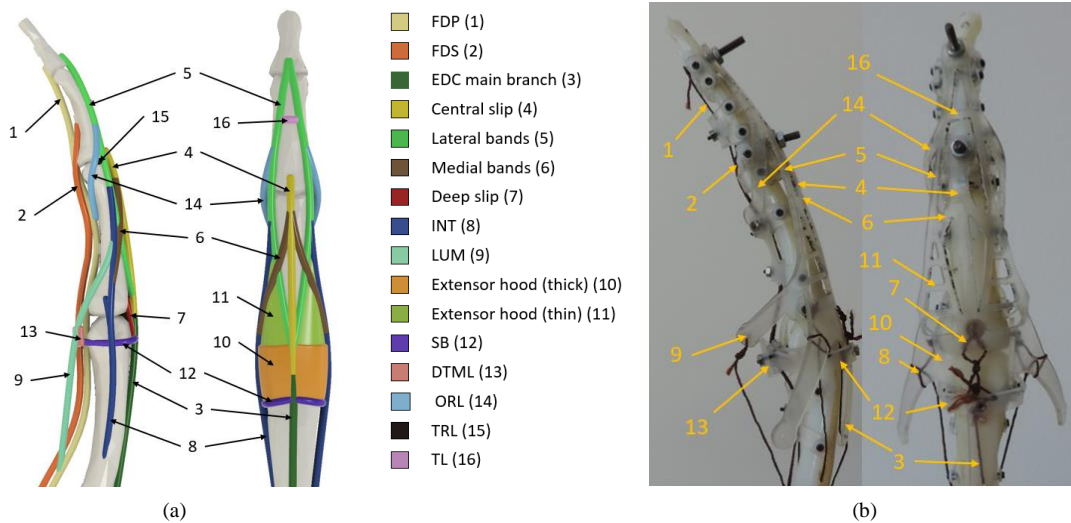 5
15
16
1
4
2
14
6
7
11
13
10
12
9
3
8
FDP (1)
FDS (2)
EDC main branch (3)
Central slip (4)
Lateral bands (5)
Medial bands (6)
Deep slip (7)
INT (8)
LUM (9)
Extensor hood (thick) (10)
Extensor hood (thin) (11)
SB (12)
DTML (13)
ORL (14)
TRL (15)
TL (16)
16
14
1
5
2
4
6
11
7
10
9
8
13
12
3
(a)
(b)